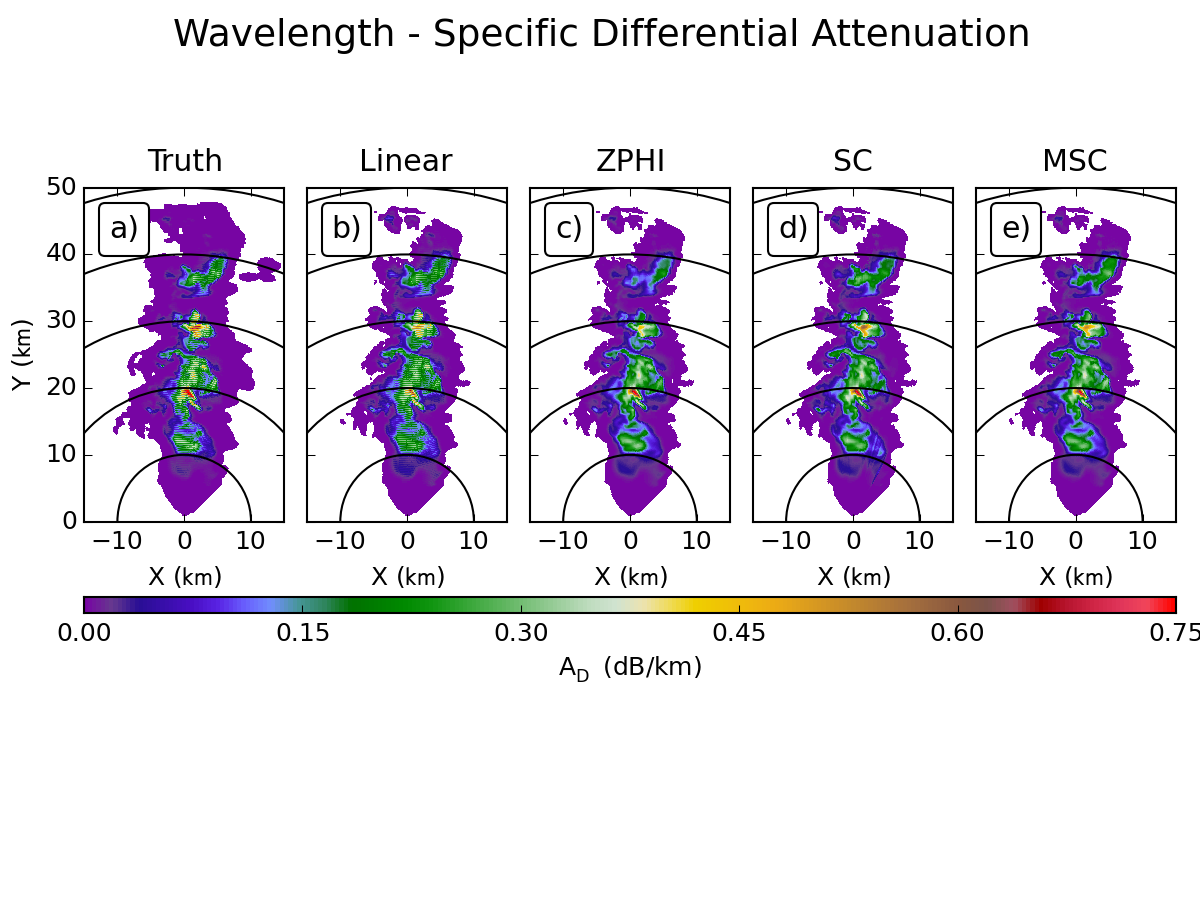 Wavelength - Specific Differential Attenuation
Truth Linear ZPHI SC MSC
a) b) c) d) e)
50
40
30
20
10
0
Y (km)
−10 0 10 −10 0 10 −10 0 10 −10 0 10 −10 0 10
X (km) X (km) X (km) X (km) X (km)
0.00 0.15 0.30 0.45 0.60 0.75
A_D (dB/km)